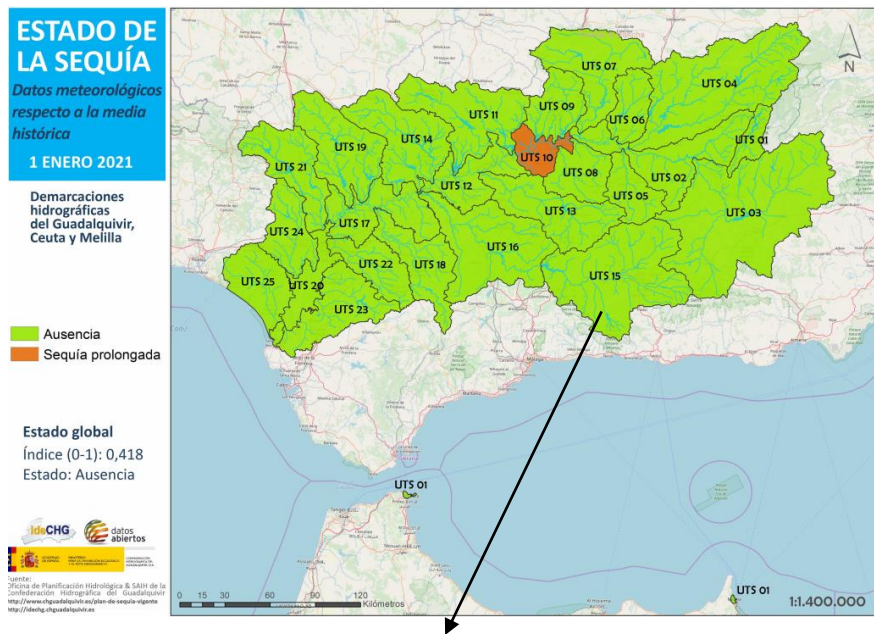 ESTADO DE
LA SEQUÍA
Datos meteorológicos
respecto a la media
histórica
1 ENERO 2021
Demarcaciones
hidrográficas
del Guadalquivir,
Ceuta y Melilla
Ausencia
Sequía prolongada
Estado global
Índice (0-1): 0,418
Estado: Ausencia
ideCHG
datos
abiertos
Fuente:
Oficina de Planificación Hidrológica & SAIH de la
Confederación Hidrográfica del Guadalquivir
http://www.chguadalquivir.es/plan-de-sequia-vigente
http://idechg.chguadalquivir.es
N
UTS 07
UTS 04
UTS 11
UTS 09
UTS 06
UTS 14
UTS 19
UTS 01
UTS 10
UTS 21
UTS 08
UTS 02
UTS 12
UTS 05
UTS 03
UTS 13
UTS 17
UTS 24
UTS 16
UTS 22
UTS 18
UTS 15
UTS 25
UTS 20
UTS 23
UTS 01
UTS 01
0 15 30 60 90 120
Kilómetros
1:1.400.000